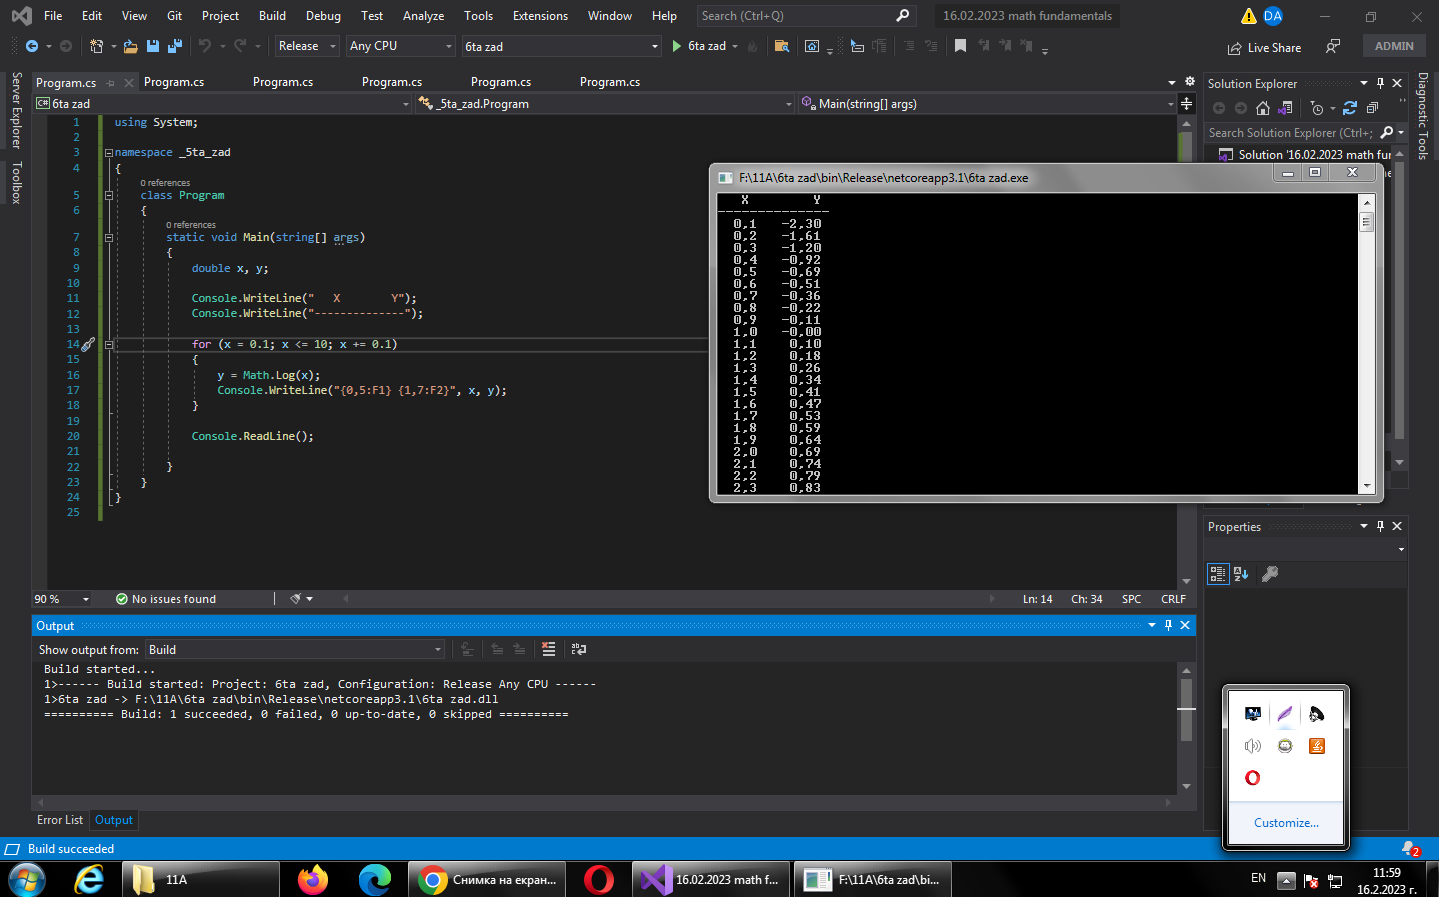 File Edit View Git Project Build Debug Test Analyze Tools Extensions Window Help Search (Ctrl+Q) 16.02.2023 math fundamentals DA
Release Any CPU 6ta zad 6ta zad Live Share ADMIN
Server Explorer
Toolbox
Program.cs Program.cs Program.cs Program.cs Program.cs Program.cs
C# 6ta zad _5ta_zad.Program Main(string[] args)
1 using System;
2
3 namespace _5ta_zad
4 {
0 references
5 class Program
6 {
0 references
7 static void Main(string[] args)
8 {
9 double x, y;
10
11 Console.WriteLine("   X        Y");
12 Console.WriteLine("--------------");
13
14 for (x = 0.1; x <= 10; x += 0.1)
15 {
16 y = Math.Log(x);
17 Console.WriteLine("{0,5:F1} {1,7:F2}", x, y);
18 }
19
20 Console.ReadLine();
21
22 }
23 }
24 }
25
90 % No issues found Ln: 14 Ch: 34 SPC CRLF
F:\11A\6ta zad\bin\Release\netcoreapp3.1\6ta zad.exe
X Y
--------------
0,1 -2,30
0,2 -1,61
0,3 -1,20
0,4 -0,92
0,5 -0,69
0,6 -0,51
0,7 -0,36
0,8 -0,22
0,9 -0,11
1,0 -0,00
1,1 0,10
1,2 0,18
1,3 0,26
1,4 0,34
1,5 0,41
1,6 0,47
1,7 0,53
1,8 0,59
1,9 0,64
2,0 0,69
2,1 0,74
2,2 0,79
2,3 0,83
Solution Explorer
Search Solution Explorer (Ctrl+;
Solution '16.02.2023 math fur
Diagnostic Tools
Properties
Output
Show output from: Build
Build started...
1>------ Build started: Project: 6ta zad, Configuration: Release Any CPU ------
1>6ta zad -> F:\11A\6ta zad\bin\Release\netcoreapp3.1\6ta zad.dll
========== Build: 1 succeeded, 0 failed, 0 up-to-date, 0 skipped ==========
Error List Output
Customize...
Build succeeded 2
11A Снимка на екран... 16.02.2023 math f... F:\11A\6ta zad\bi... EN 11:59
16.2.2023 г.